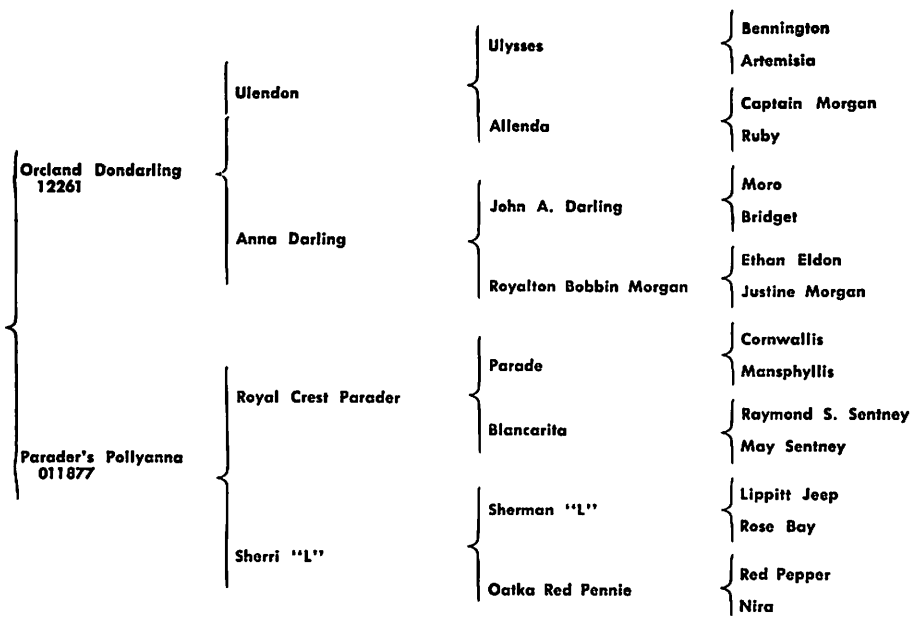 Orcland Dondarling
12261
Parader's Pollyanna
011877
Ulendon
Anna Darling
Royal Crest Parader
Sherri "L"
Ulysses
Allenda
John A. Darling
Royalton Bobbin Morgan
Parade
Blancarita
Sherman "L"
Oatka Red Pennie
Bennington
Artemisia
Captain Morgan
Ruby
Moro
Bridget
Ethan Eldon
Justine Morgan
Cornwallis
Mansphyllis
Raymond S. Sentney
May Sentney
Lippitt Jeep
Rose Bay
Red Pepper
Nira